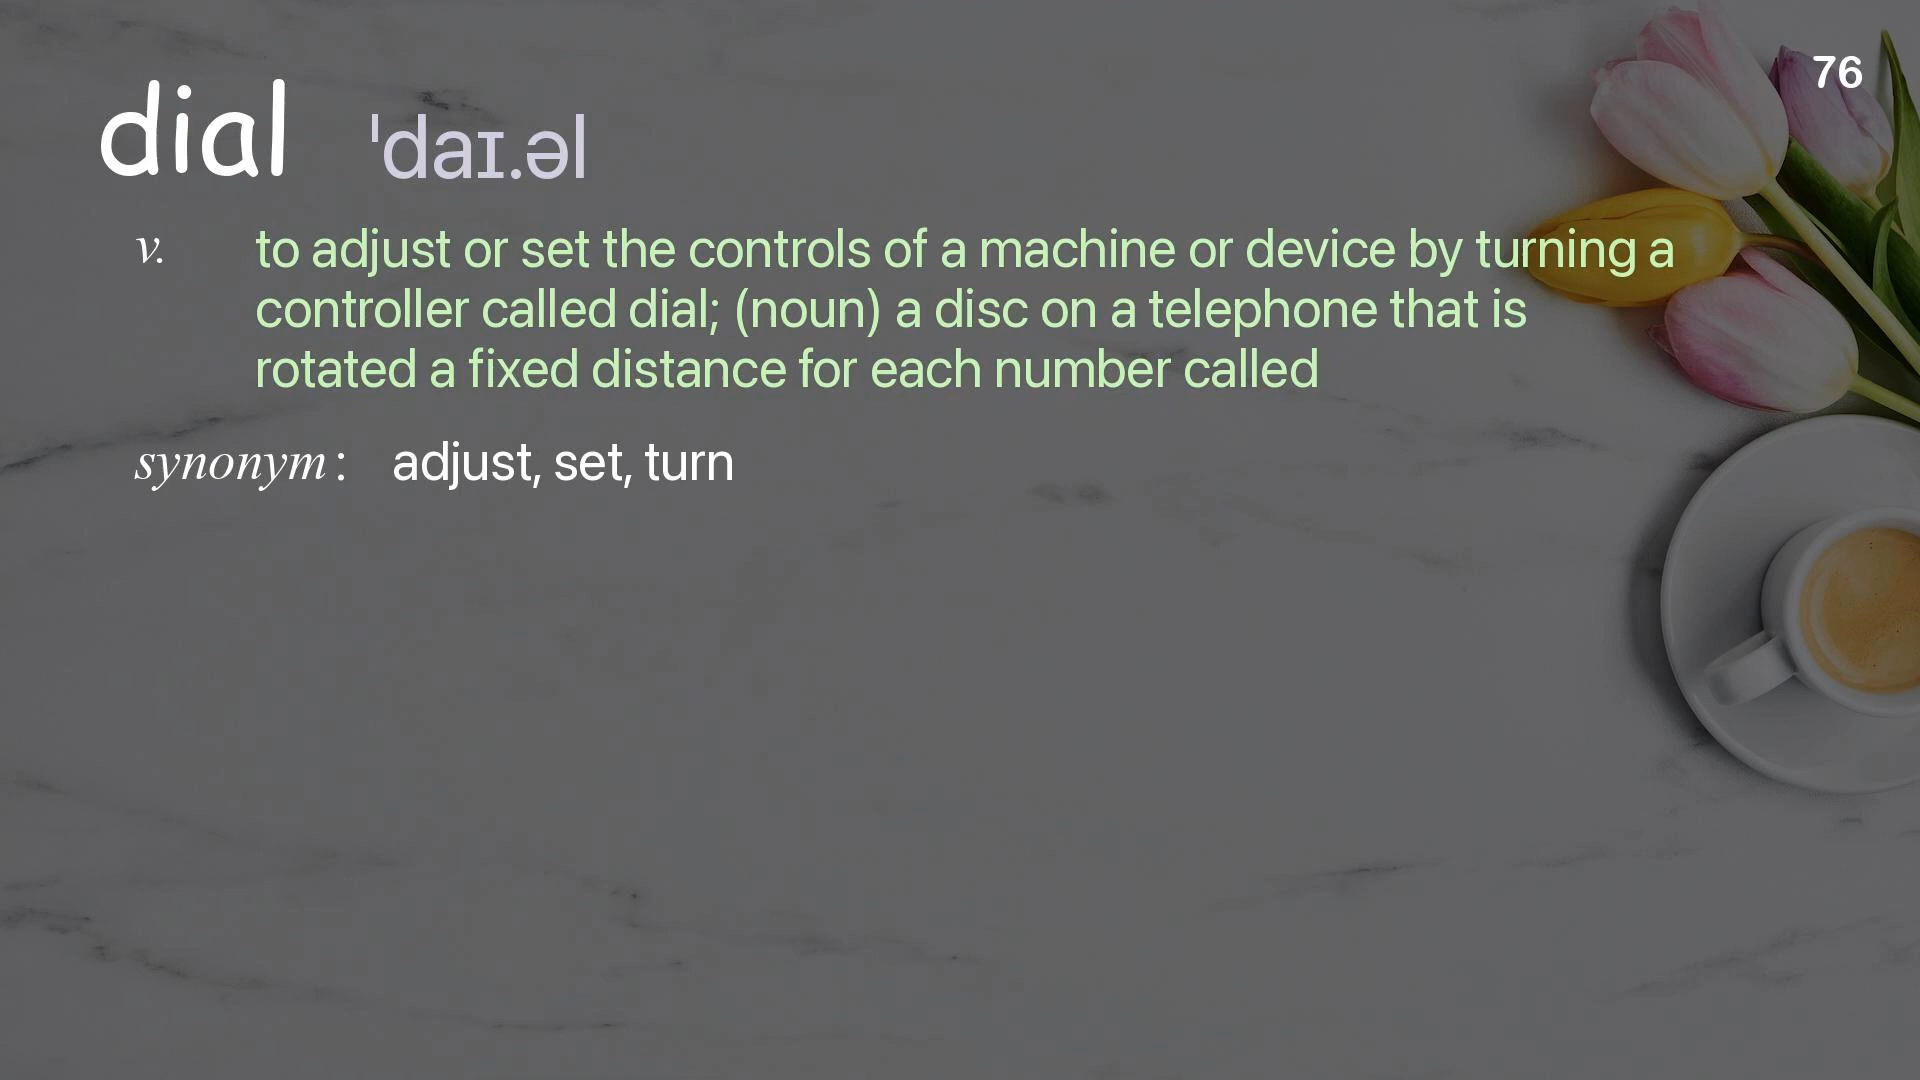 76
dial ˈdaɪ.əl
v. to adjust or set the controls of a machine or device by turning a
controller called dial; (noun) a disc on a telephone that is
rotated a fixed distance for each number called
synonym: adjust, set, turn